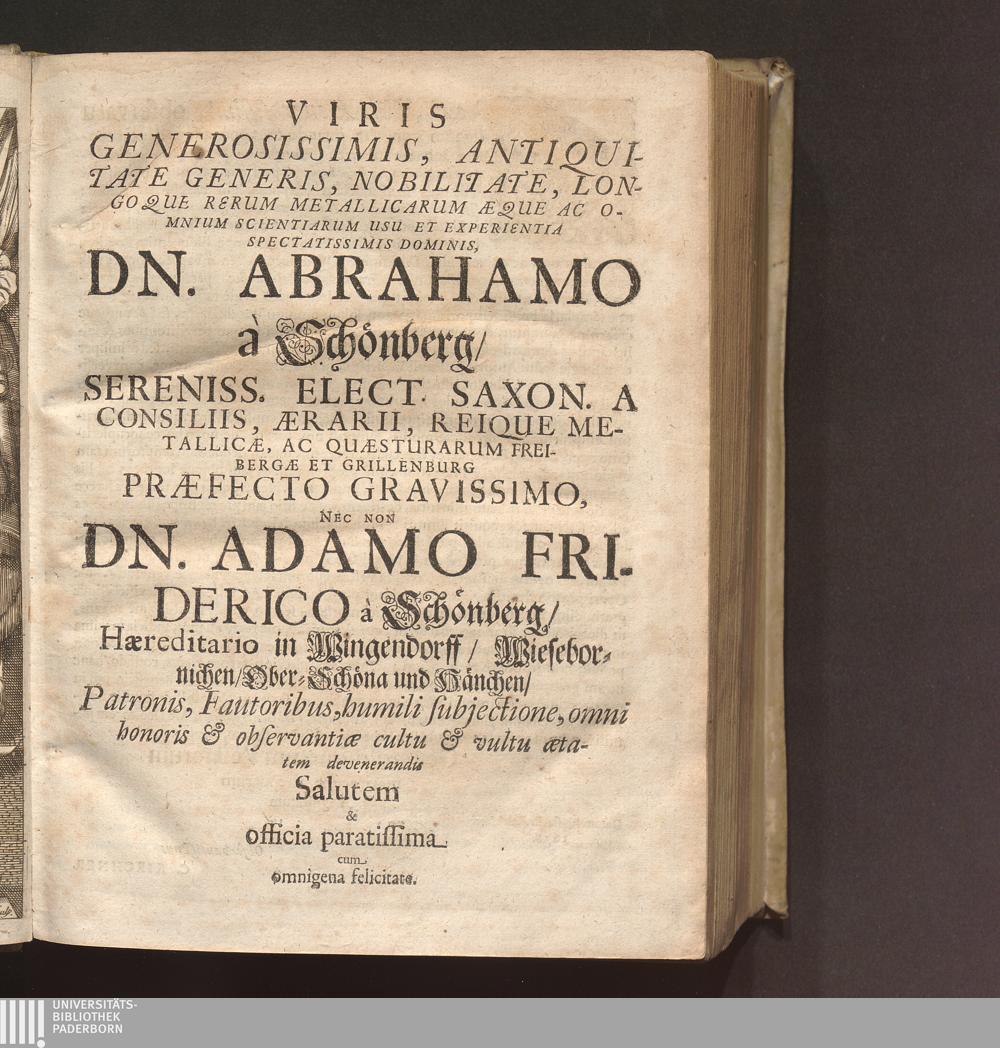 VIRIS
GENEROSISSIMIS, ANTIQUI-
TATE GENERIS, NOBILITATE, LON-
GOQUE RERUM METALLICARUM ÆQUE AC O-
MNIUM SCIENTIARUM USU ET EXPERIENTIA
SPECTATISSIMIS DOMINIS,
DN. ABRAHAMO
à Schönberg/
SERENISS. ELECT. SAXON. A
CONSILIIS, ÆRARII, REIQUE ME-
TALLICÆ, AC QUÆSTURARUM FREI-
BERGÆ ET GRILLENBURG
PRÆFECTO GRAVISSIMO,
NEC NON
DN. ADAMO FRI-
DERICO à Schönberg/
Hæreditario in Wingendorff/ Wiesebor-
nichen/Ober-Schöna und Hänchen/
Patronis, Fautoribus, humili ſubjectione, omni
honoris & obſervantiæ cultu & vultu æta-
tem devenerandis
Salutem
&
officia paratiſſima
cum
omnigena felicitate.
UNIVERSITÄTS-
BIBLIOTHEK
PADERBORN